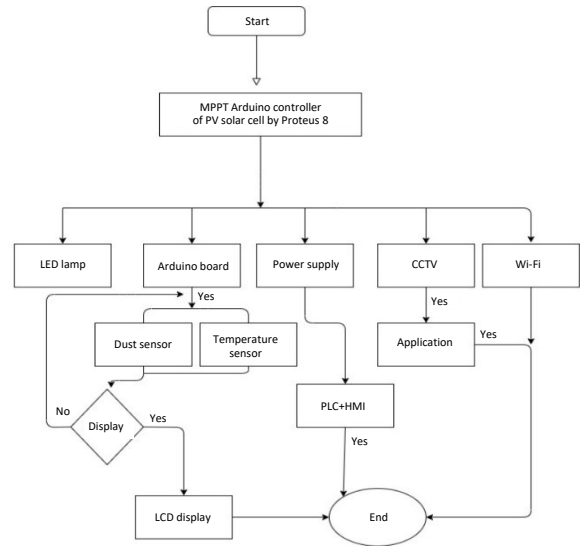 Start
MPPT Arduino controller
of PV solar cell by Proteus 8
LED lamp
Arduino board
Power supply
CCTV
Wi-Fi
Yes
Yes
Dust sensor
Temperature
sensor
Application
Yes
No
Display
Yes
PLC+HMI
Yes
LCD display
End